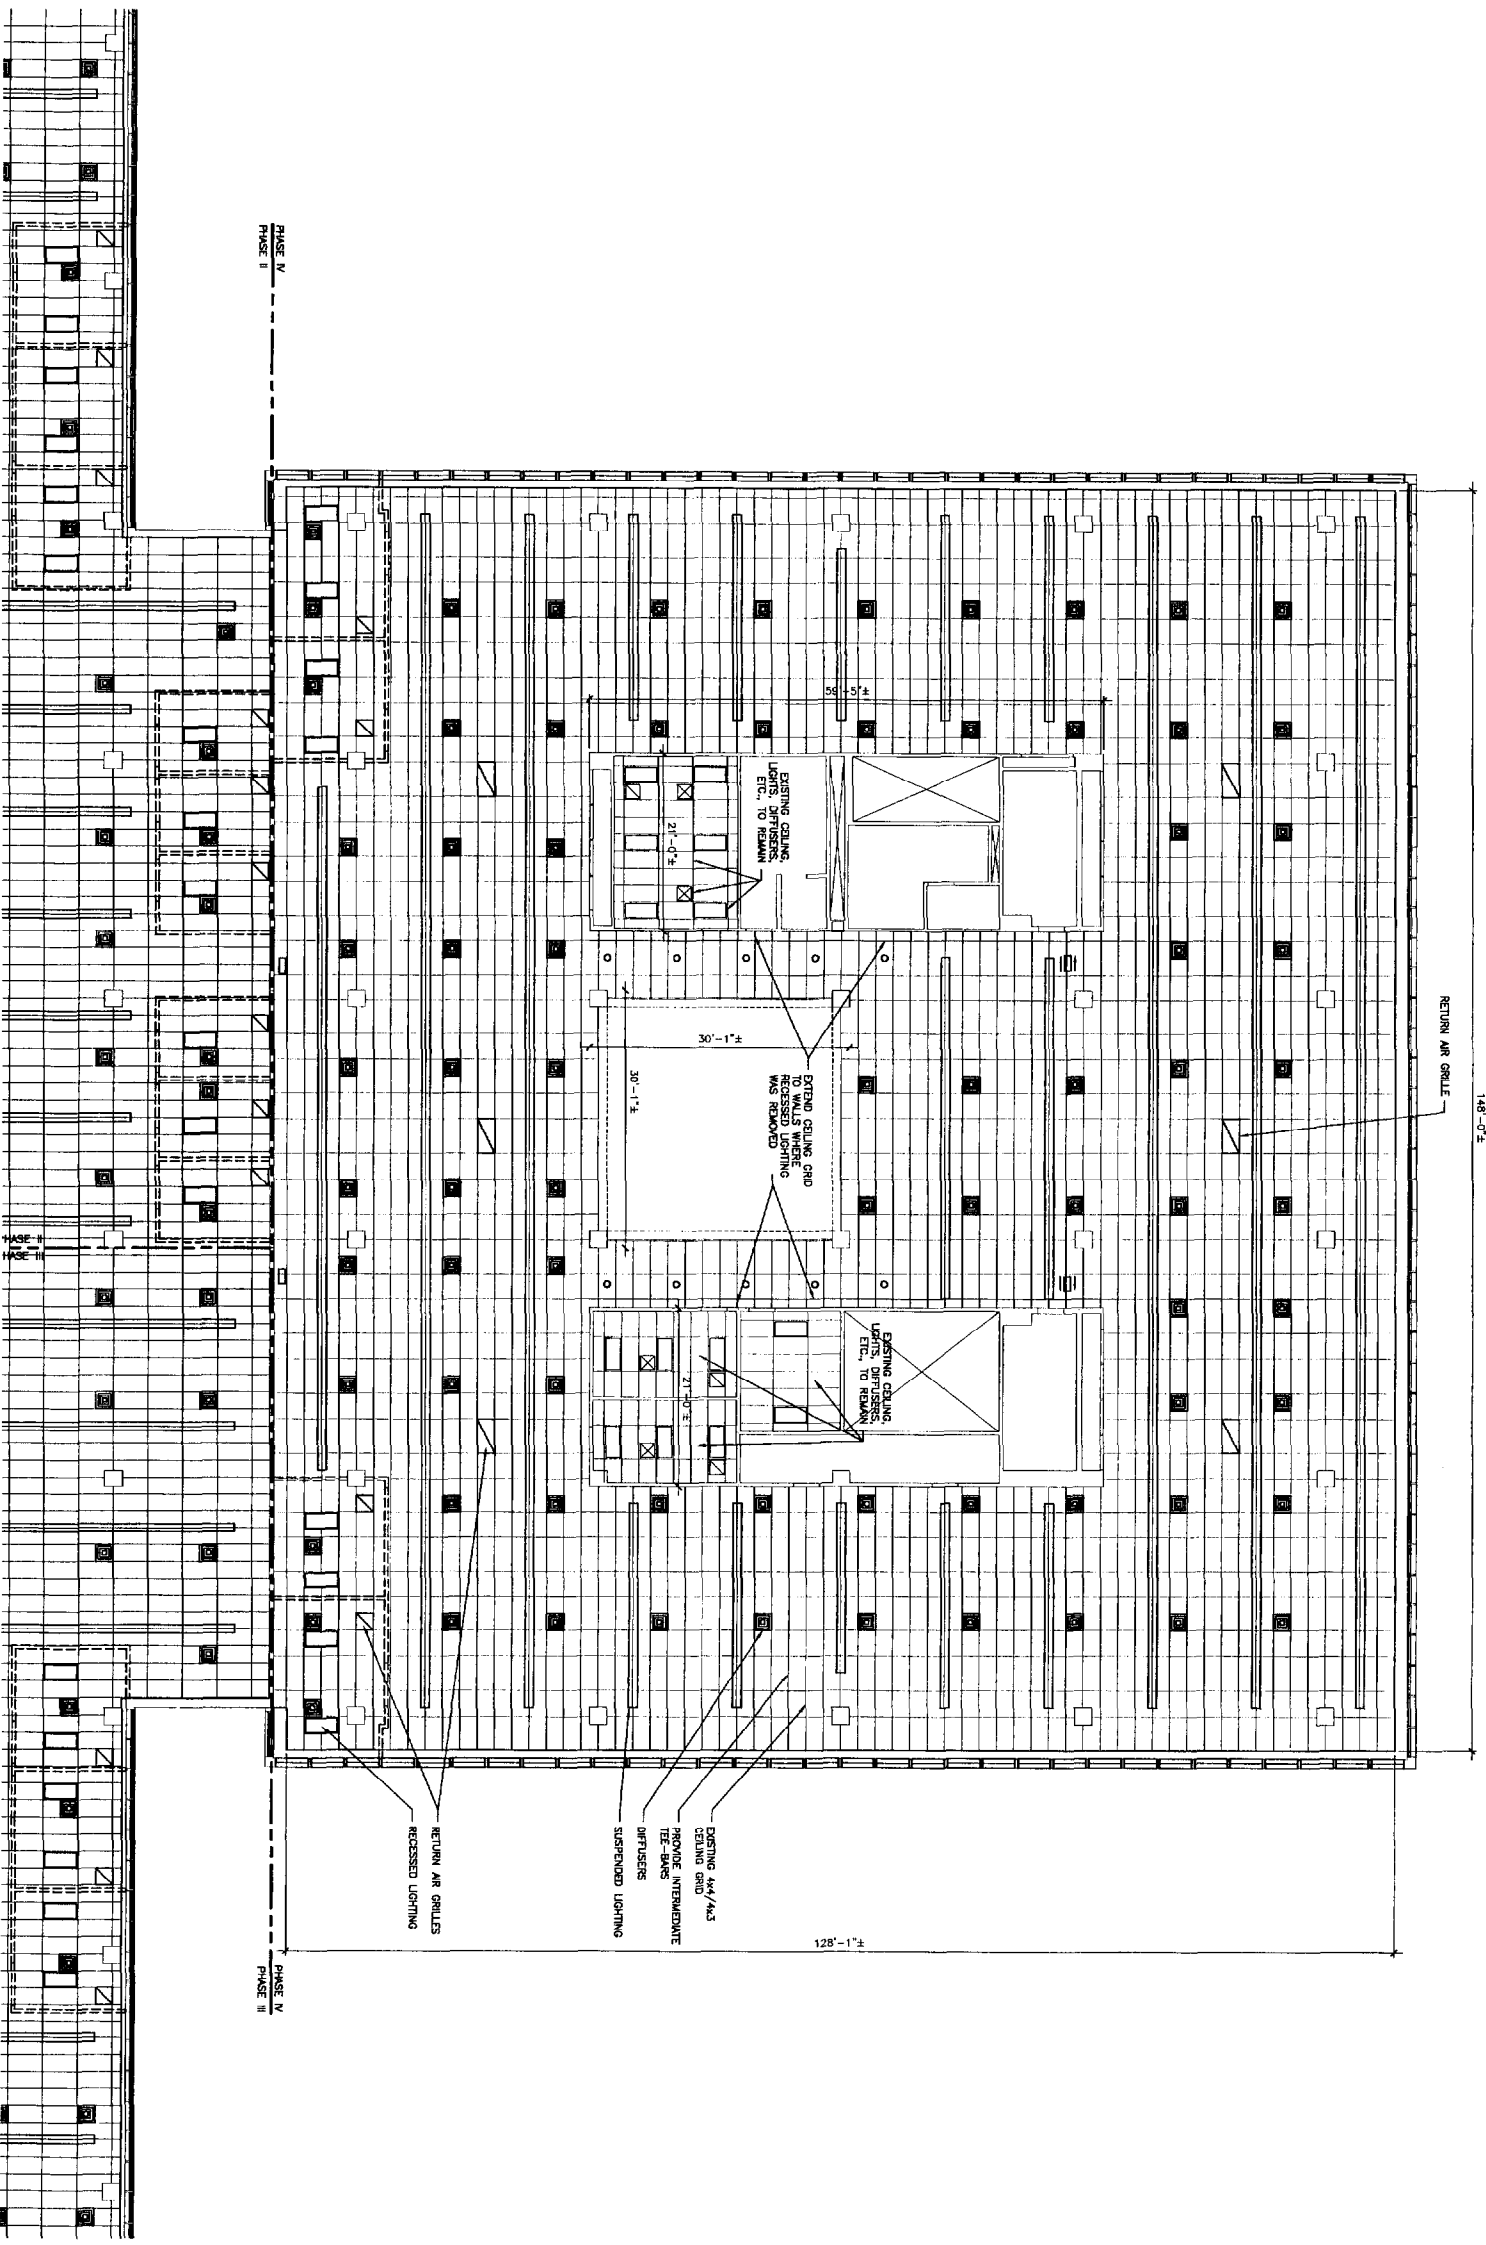 148'-0"±
RETURN AIR GRILLE
PHASE IV
PHASE II
59'-5"±
EXISTING CEILING,
LIGHTS, DIFFUSERS,
ETC., TO REMAIN
21'-0"±
30'-1"±
30'-1"±
EXTEND CEILING GRID
TO WALLS WHERE
RECESSED LIGHTING
WAS REMOVED
HASE II
HASE III
EXISTING CEILING,
LIGHTS, DIFFUSERS,
ETC., TO REMAIN
21'-0"±
EXISTING 4x4/4x3
CEILING GRID
PROVIDE INTERMEDIATE
TEE-BARS
DIFFUSERS
SUSPENDED LIGHTING
RETURN AIR GRILLES
RECESSED LIGHTING
128'-1"±
PHASE IV
PHASE III